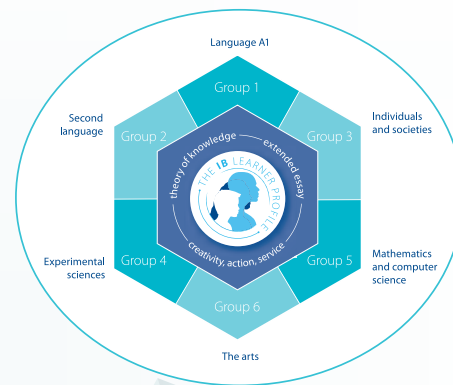 Language A1
Group 1
Second
language
Group 2
Individuals
and societies
Group 3
theory of knowledge
extended essay
THE IB LEARNER PROFILE
creativity, action, service
Experimental
sciences
Group 4
Mathematics
and computer
science
Group 5
Group 6
The arts